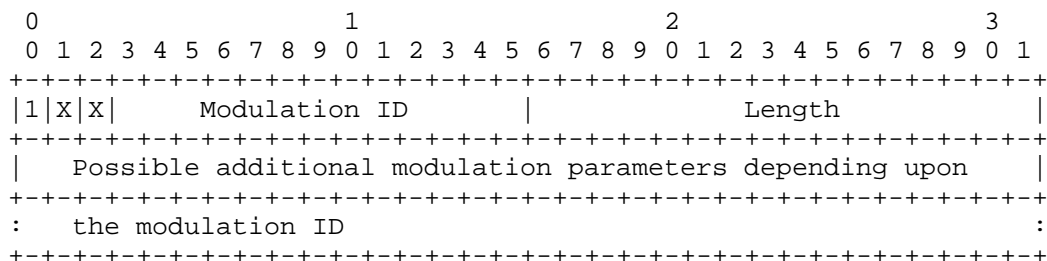 0                   1                   2                   3
 0 1 2 3 4 5 6 7 8 9 0 1 2 3 4 5 6 7 8 9 0 1 2 3 4 5 6 7 8 9 0 1
+-+-+-+-+-+-+-+-+-+-+-+-+-+-+-+-+-+-+-+-+-+-+-+-+-+-+-+-+-+-+-+-+
|1|X|X|     Modulation ID       |             Length            |
+-+-+-+-+-+-+-+-+-+-+-+-+-+-+-+-+-+-+-+-+-+-+-+-+-+-+-+-+-+-+-+-+
|   Possible additional modulation parameters depending upon    |
+-+-+-+-+-+-+-+-+-+-+-+-+-+-+-+-+-+-+-+-+-+-+-+-+-+-+-+-+-+-+-+-+
:   the modulation ID                                           :
+-+-+-+-+-+-+-+-+-+-+-+-+-+-+-+-+-+-+-+-+-+-+-+-+-+-+-+-+-+-+-+-+